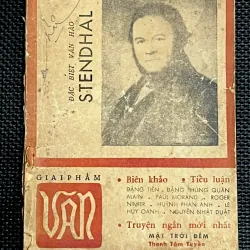 ĐẶC BIỆT VĂN HÀO
STENDHAL
GIAI PHẨM
VĂN
• Biên khảo • Tiểu luận
ĐẶNG TIẾN - ĐẶNG PHÙNG QUÂN
MAIN - PAUL MORAND - ROGER
NIMIER - HUỲNH PHAN ANH - LÊ
HUY OANH - NGUYỄN NHẬT DUẬT
• Truyện ngắn mới nhất
MẶT TRỜI ĐÊM
Thanh Tâm Tuyền